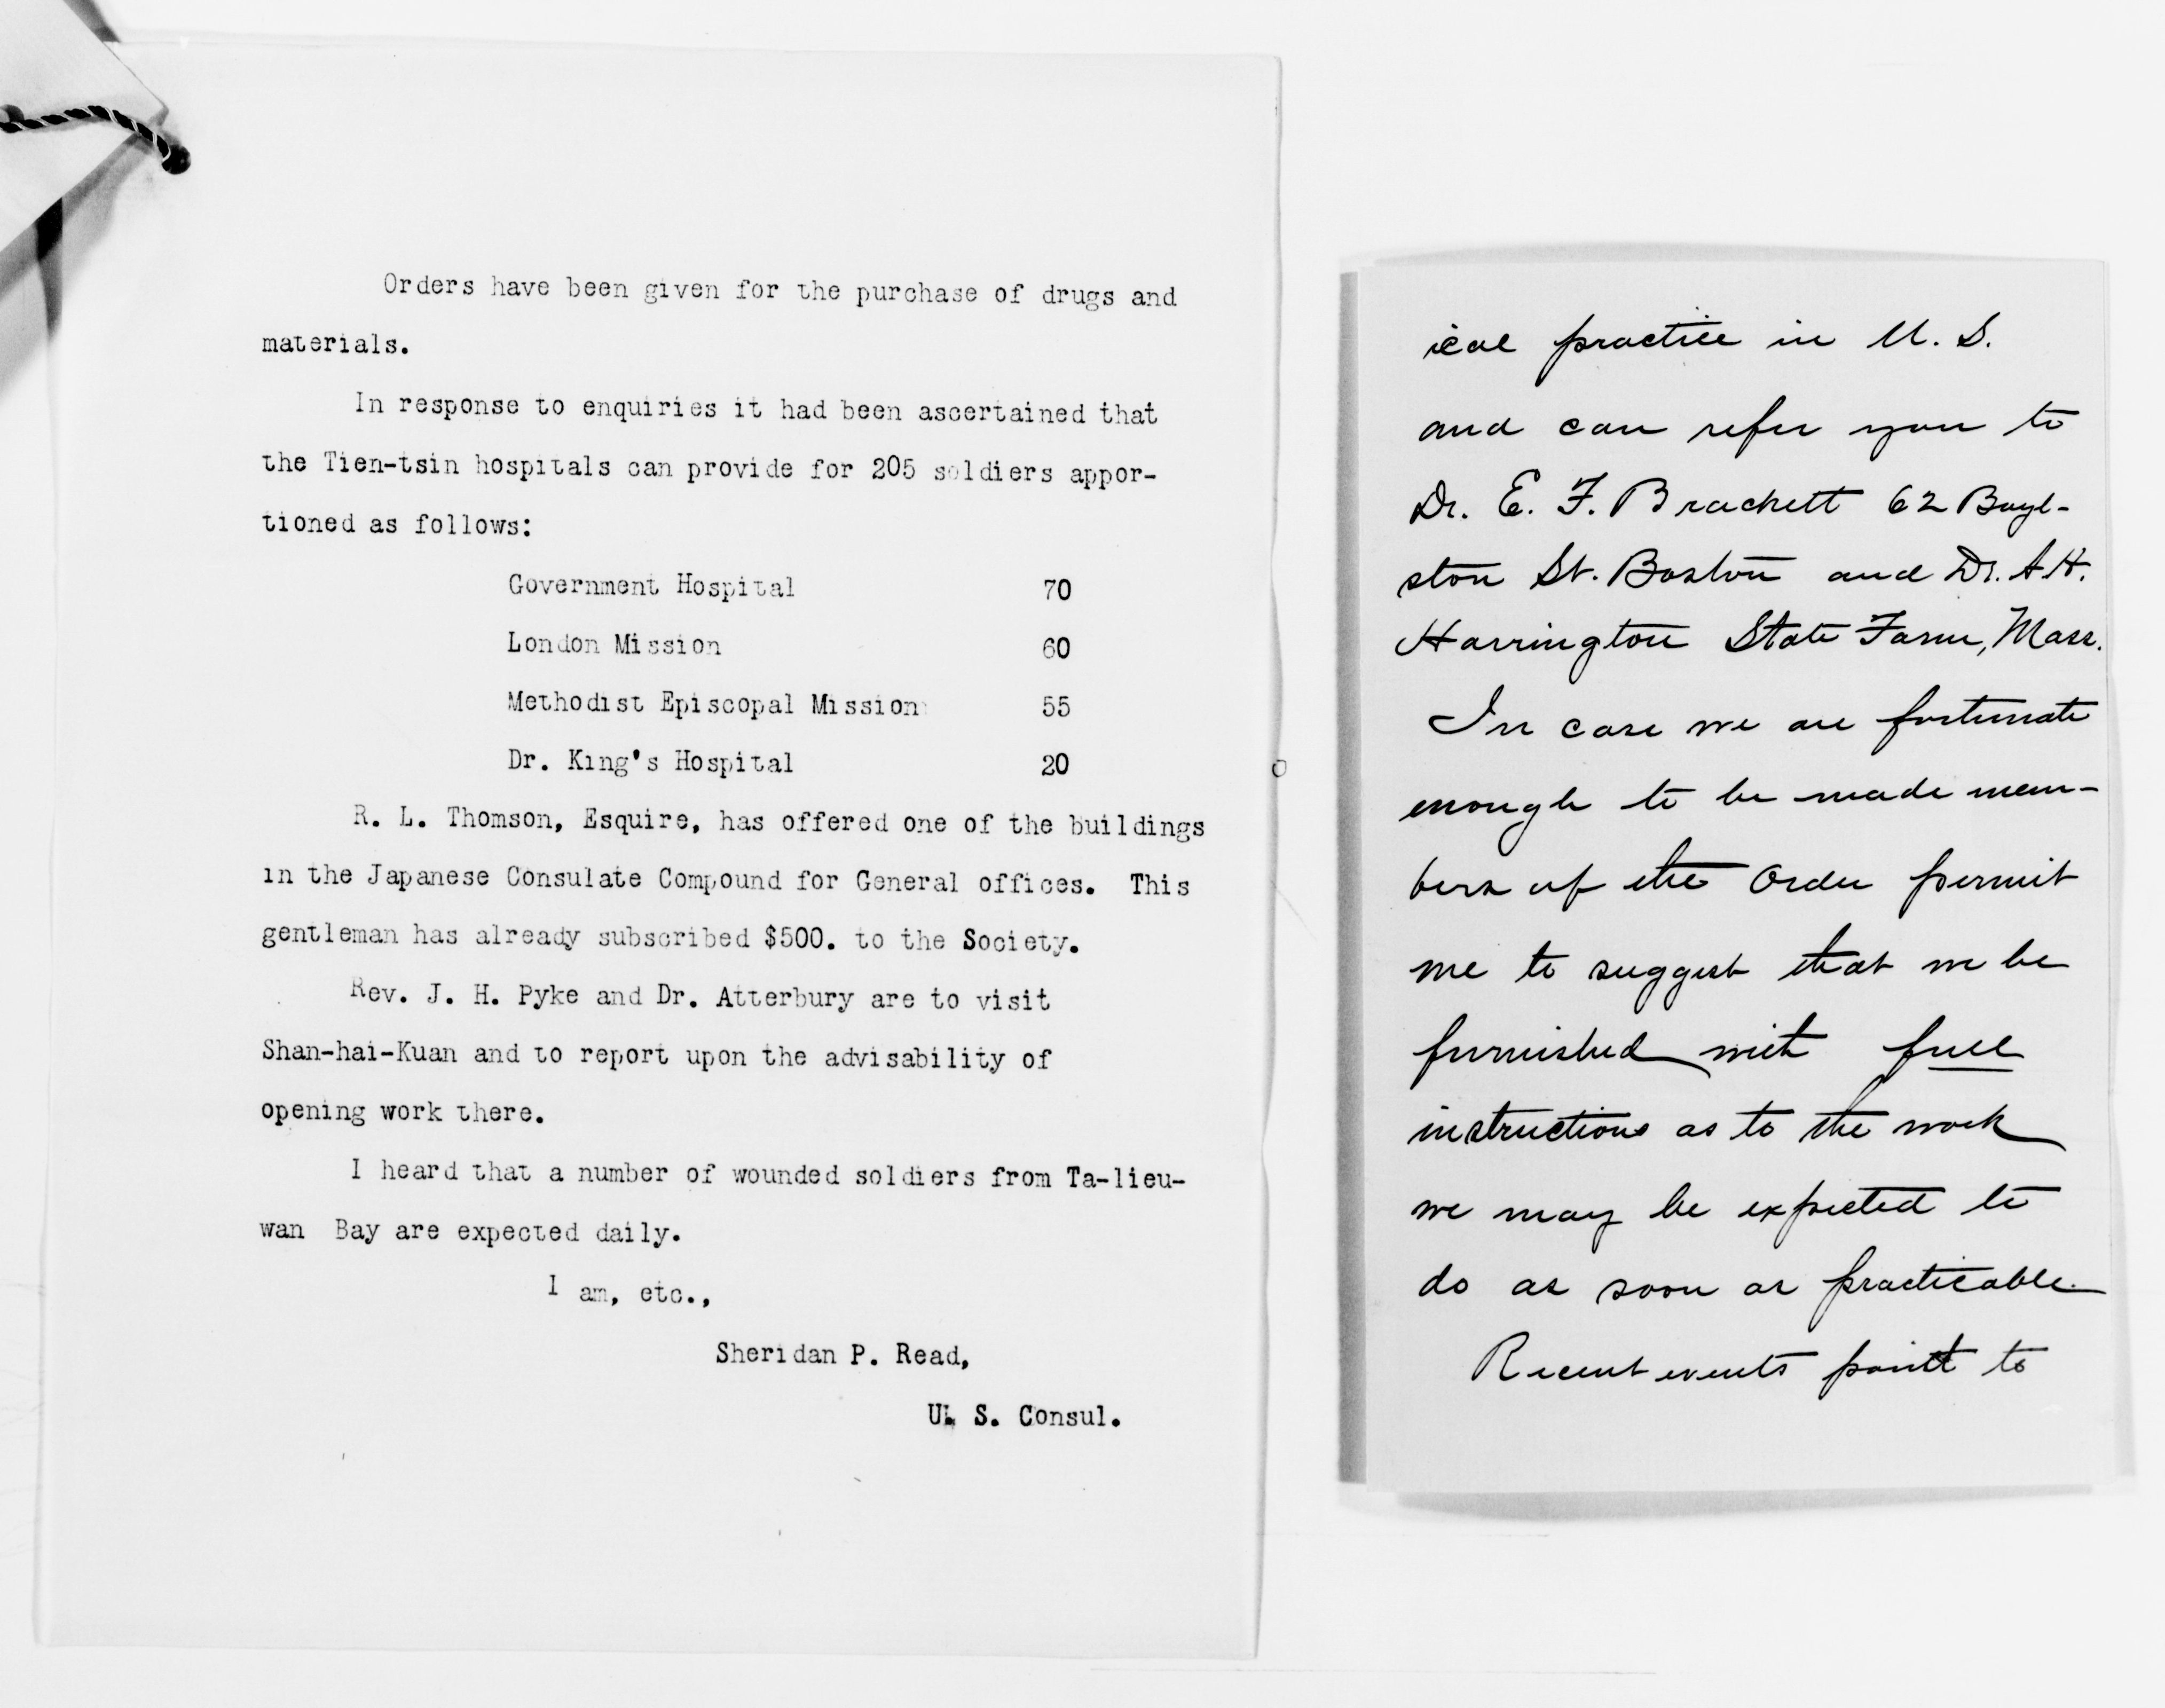 Orders have been given for the purchase of drugs and
materials.
In response to enquiries it had been ascertained that
the Tien-tsin hospitals can provide for 205 soldiers appor-
tioned as follows:
Government Hospital 70
London Mission 60
Methodist Episcopal Mission 55
Dr. King's Hospital 20
R. L. Thomson, Esquire, has offered one of the buildings
in the Japanese Consulate Compound for General offices. This
gentleman has already subscribed $500. to the Society.
Rev. J. H. Pyke and Dr. Atterbury are to visit
Shan-hai-Kuan and to report upon the advisability of
opening work there.
I heard that a number of wounded soldiers from Ta-lieu-
wan Bay are expected daily.
I am, etc.,
Sheridan P. Read,
U. S. Consul.
ical practice in U. S.
and can refer you to
Dr. E. F. Brachett 62 Boyl-
ston St. Boston and Dr. A.H.
Harrington State Farm, Mass.
In case we are fortunate
enough to be made mem-
bers of the Order permit
me to suggest that we be
furnished with full
instructions as to the work
we may be expected to
do as soon as practicable.
Recent events point to